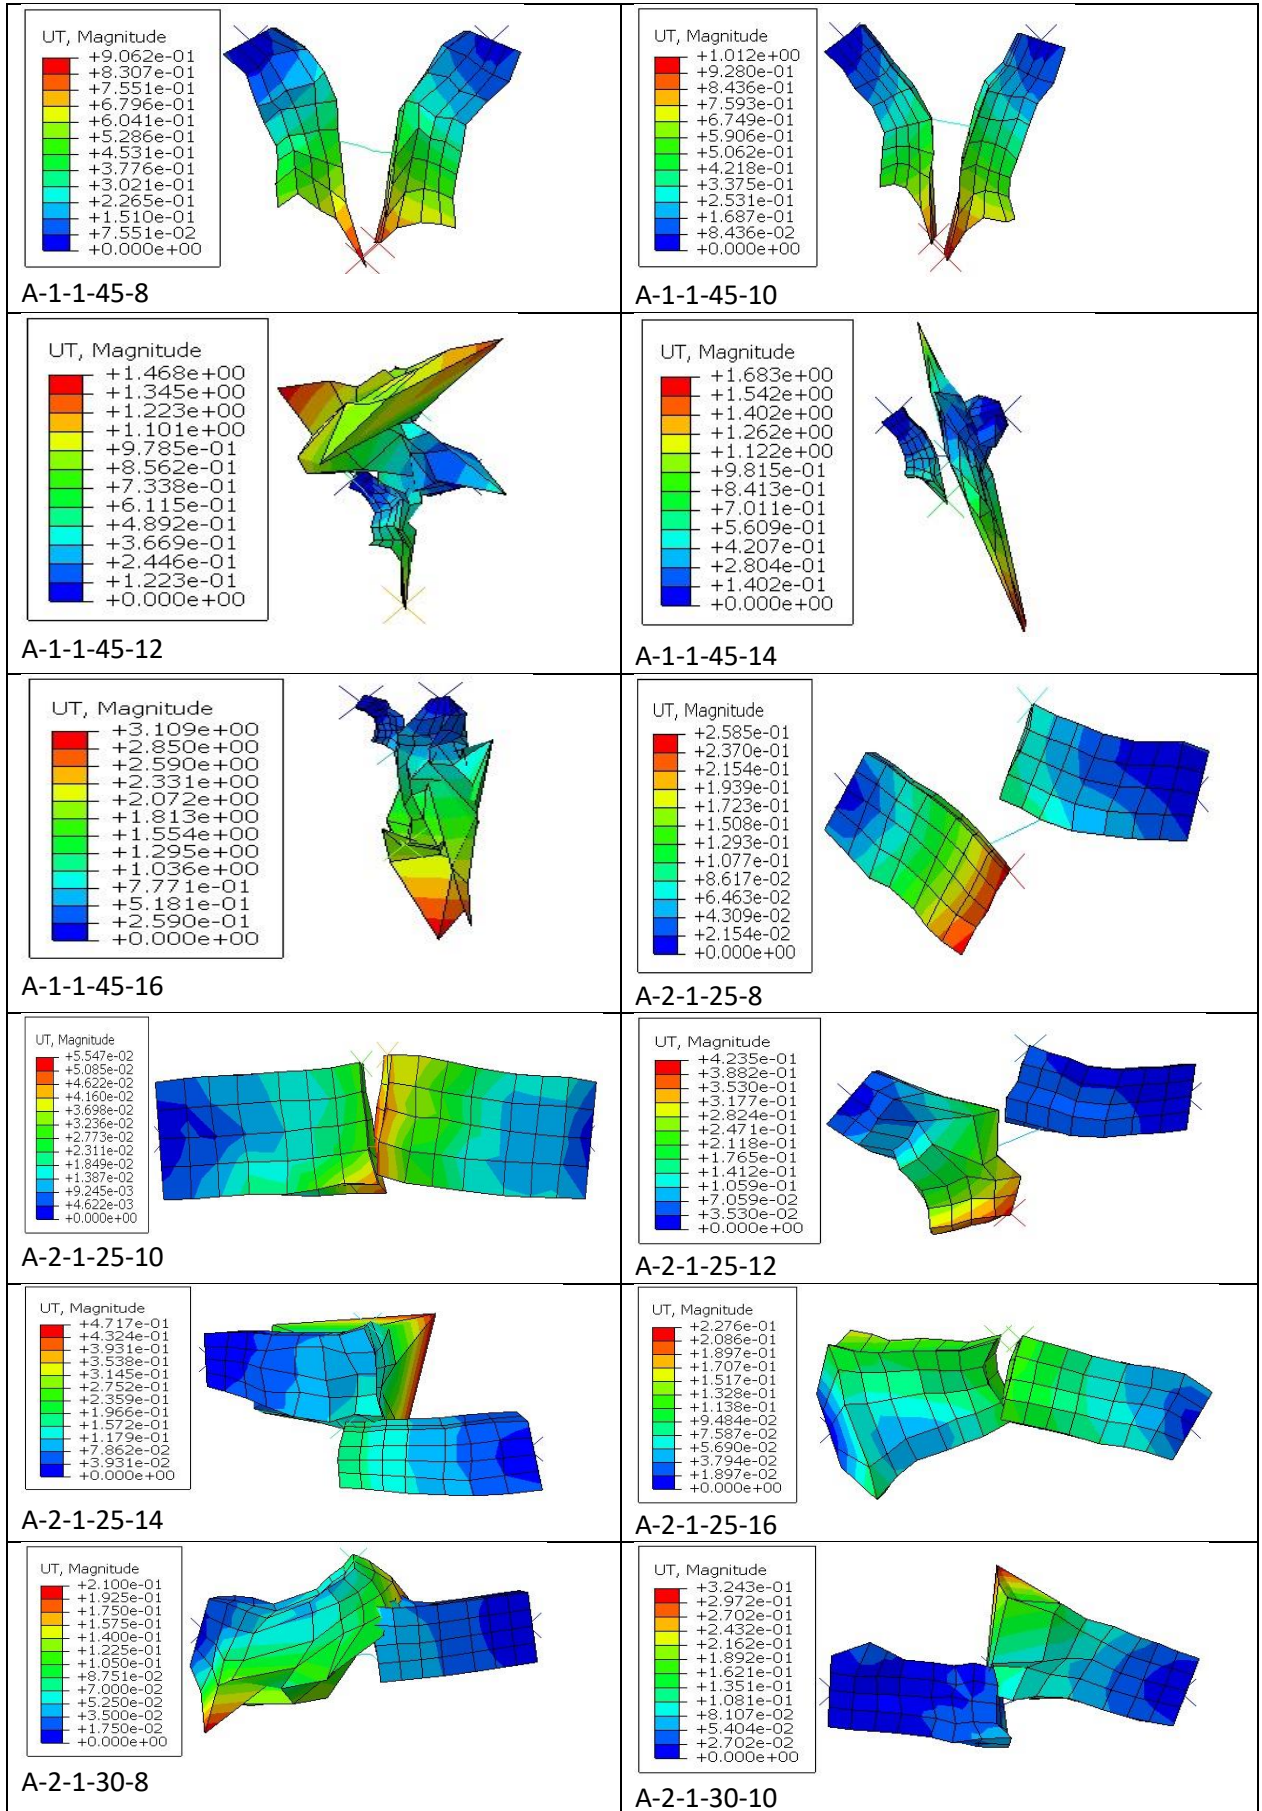 UT, Magnitude
+9.062e-01
+8.307e-01
+7.551e-01
+6.796e-01
+6.041e-01
+5.286e-01
+4.531e-01
+3.776e-01
+3.021e-01
+2.265e-01
+1.510e-01
+7.551e-02
+0.000e+00
A-1-1-45-8
UT, Magnitude
+1.012e+00
+9.280e-01
+8.436e-01
+7.593e-01
+6.749e-01
+5.906e-01
+5.062e-01
+4.218e-01
+3.375e-01
+2.531e-01
+1.687e-01
+8.436e-02
+0.000e+00
A-1-1-45-10
UT, Magnitude
+1.468e+00
+1.345e+00
+1.223e+00
+1.101e+00
+9.785e-01
+8.562e-01
+7.338e-01
+6.115e-01
+4.892e-01
+3.669e-01
+2.446e-01
+1.223e-01
+0.000e+00
A-1-1-45-12
UT, Magnitude
+1.683e+00
+1.542e+00
+1.402e+00
+1.262e+00
+1.122e+00
+9.815e-01
+8.413e-01
+7.011e-01
+5.609e-01
+4.207e-01
+2.804e-01
+1.402e-01
+0.000e+00
A-1-1-45-14
UT, Magnitude
+3.109e+00
+2.850e+00
+2.590e+00
+2.331e+00
+2.072e+00
+1.813e+00
+1.554e+00
+1.295e+00
+1.036e+00
+7.771e-01
+5.181e-01
+2.590e-01
+0.000e+00
A-1-1-45-16
UT, Magnitude
+2.585e-01
+2.370e-01
+2.154e-01
+1.939e-01
+1.723e-01
+1.508e-01
+1.293e-01
+1.077e-01
+8.617e-02
+6.463e-02
+4.309e-02
+2.154e-02
+0.000e+00
A-2-1-25-8
UT, Magnitude
+5.547e-02
+5.085e-02
+4.622e-02
+4.160e-02
+3.698e-02
+3.236e-02
+2.773e-02
+2.311e-02
+1.849e-02
+1.387e-02
+9.245e-03
+4.622e-03
+0.000e+00
A-2-1-25-10
UT, Magnitude
+4.235e-01
+3.882e-01
+3.530e-01
+3.177e-01
+2.824e-01
+2.471e-01
+2.118e-01
+1.765e-01
+1.412e-01
+1.059e-01
+7.059e-02
+3.530e-02
+0.000e+00
A-2-1-25-12
UT, Magnitude
+4.717e-01
+4.324e-01
+3.931e-01
+3.538e-01
+3.145e-01
+2.752e-01
+2.359e-01
+1.966e-01
+1.572e-01
+1.179e-01
+7.862e-02
+3.931e-02
+0.000e+00
A-2-1-25-14
UT, Magnitude
+2.276e-01
+2.086e-01
+1.897e-01
+1.707e-01
+1.517e-01
+1.328e-01
+1.138e-01
+9.484e-02
+7.587e-02
+5.690e-02
+3.794e-02
+1.897e-02
+0.000e+00
A-2-1-25-16
UT, Magnitude
+2.100e-01
+1.925e-01
+1.750e-01
+1.575e-01
+1.400e-01
+1.225e-01
+1.050e-01
+8.751e-02
+7.000e-02
+5.250e-02
+3.500e-02
+1.750e-02
+0.000e+00
A-2-1-30-8
UT, Magnitude
+3.243e-01
+2.972e-01
+2.702e-01
+2.432e-01
+2.162e-01
+1.892e-01
+1.621e-01
+1.351e-01
+1.081e-01
+8.107e-02
+5.404e-02
+2.702e-02
+0.000e+00
A-2-1-30-10